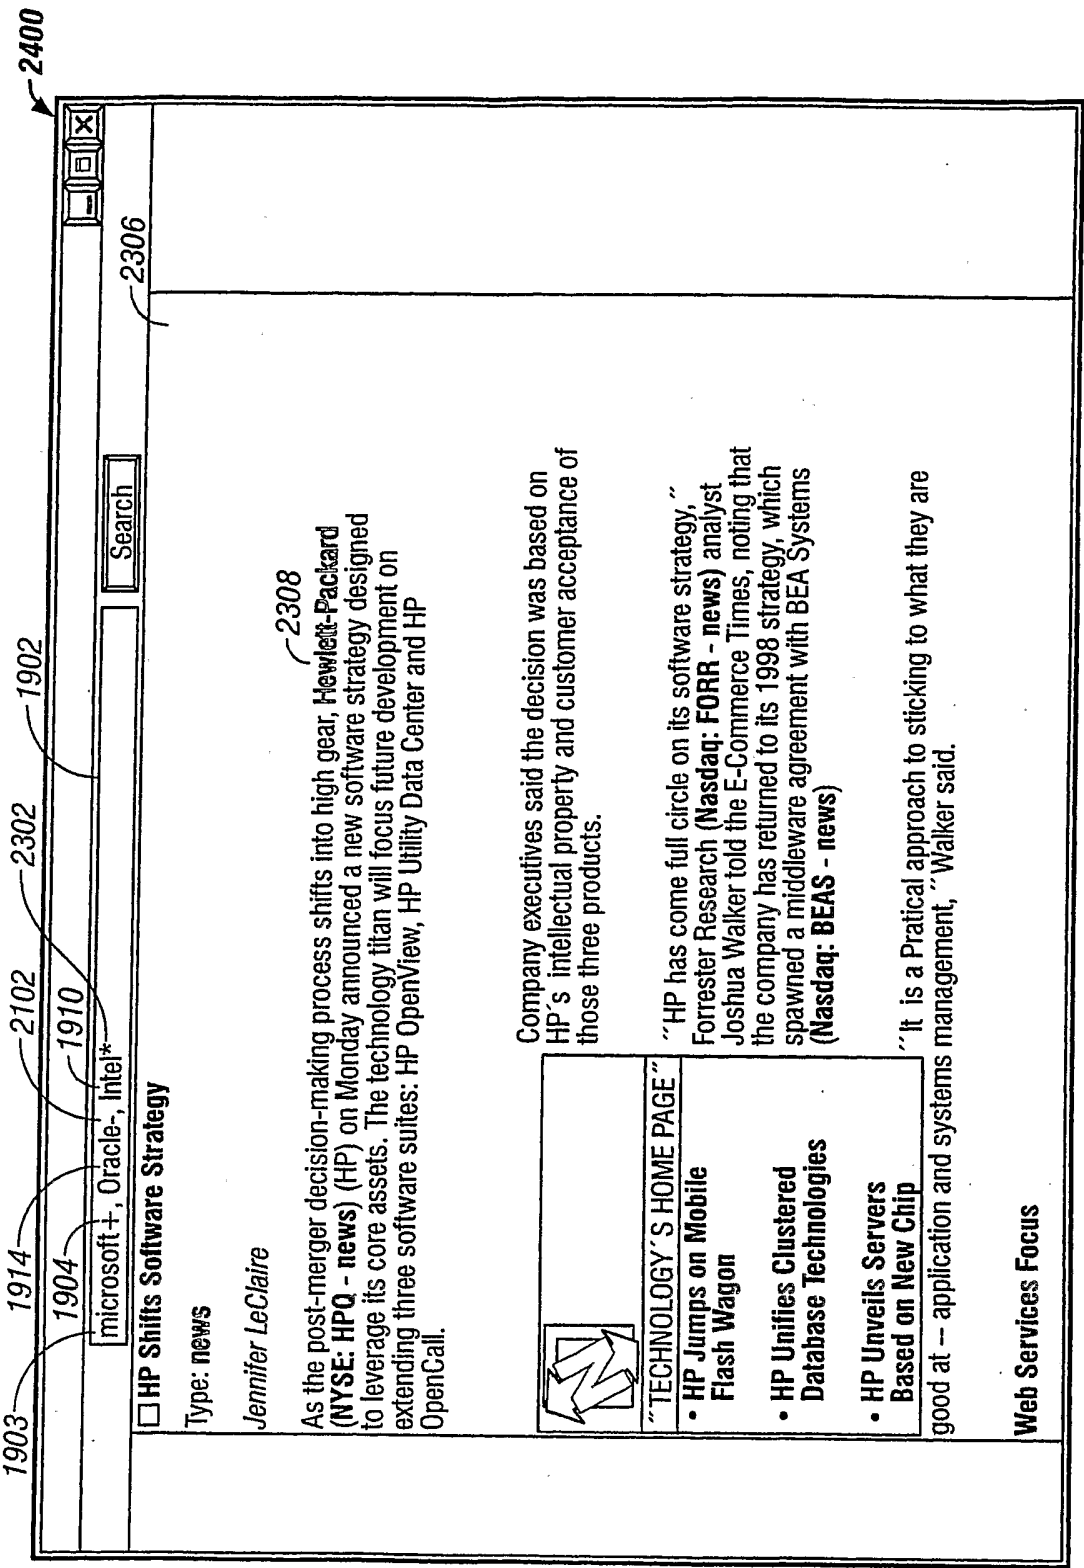 2400
1903
1904
1914
1910
2102
2302
1902
microsoft+, Oracle-, Intel*
Search
2306
HP Shifts Software Strategy
Type: news
Jennifer LeClaire
2308
As the post-merger decision-making process shifts into high gear, Hewlett-Packard
(NYSE: HPQ - news) (HP) on Monday announced a new software strategy designed
to leverage its core assets. The technology titan will focus future development on
extending three software suites: HP OpenView, HP Utility Data Center and HP
OpenCall.
Company executives said the decision was based on
HP´s intellectual property and customer acceptance of
those three products.
"TECHNOLOGY´S HOME PAGE"
• HP Jumps on Mobile
Flash Wagon
• HP Unifies Clustered
Database Technologies
• HP Unveils Servers
Based on New Chip
˝HP has come full circle on its software strategy,˝
Forrester Research (Nasdaq: FORR - news) analyst
Joshua Walker told the E-Commerce Times, noting that
the company has returned to its 1998 strategy, which
spawned a middleware agreement with BEA Systems
(Nasdaq: BEAS - news)
˝It is a Pratical approach to sticking to what they are
good at -- application and systems management, ˝Walker said.
Web Services Focus